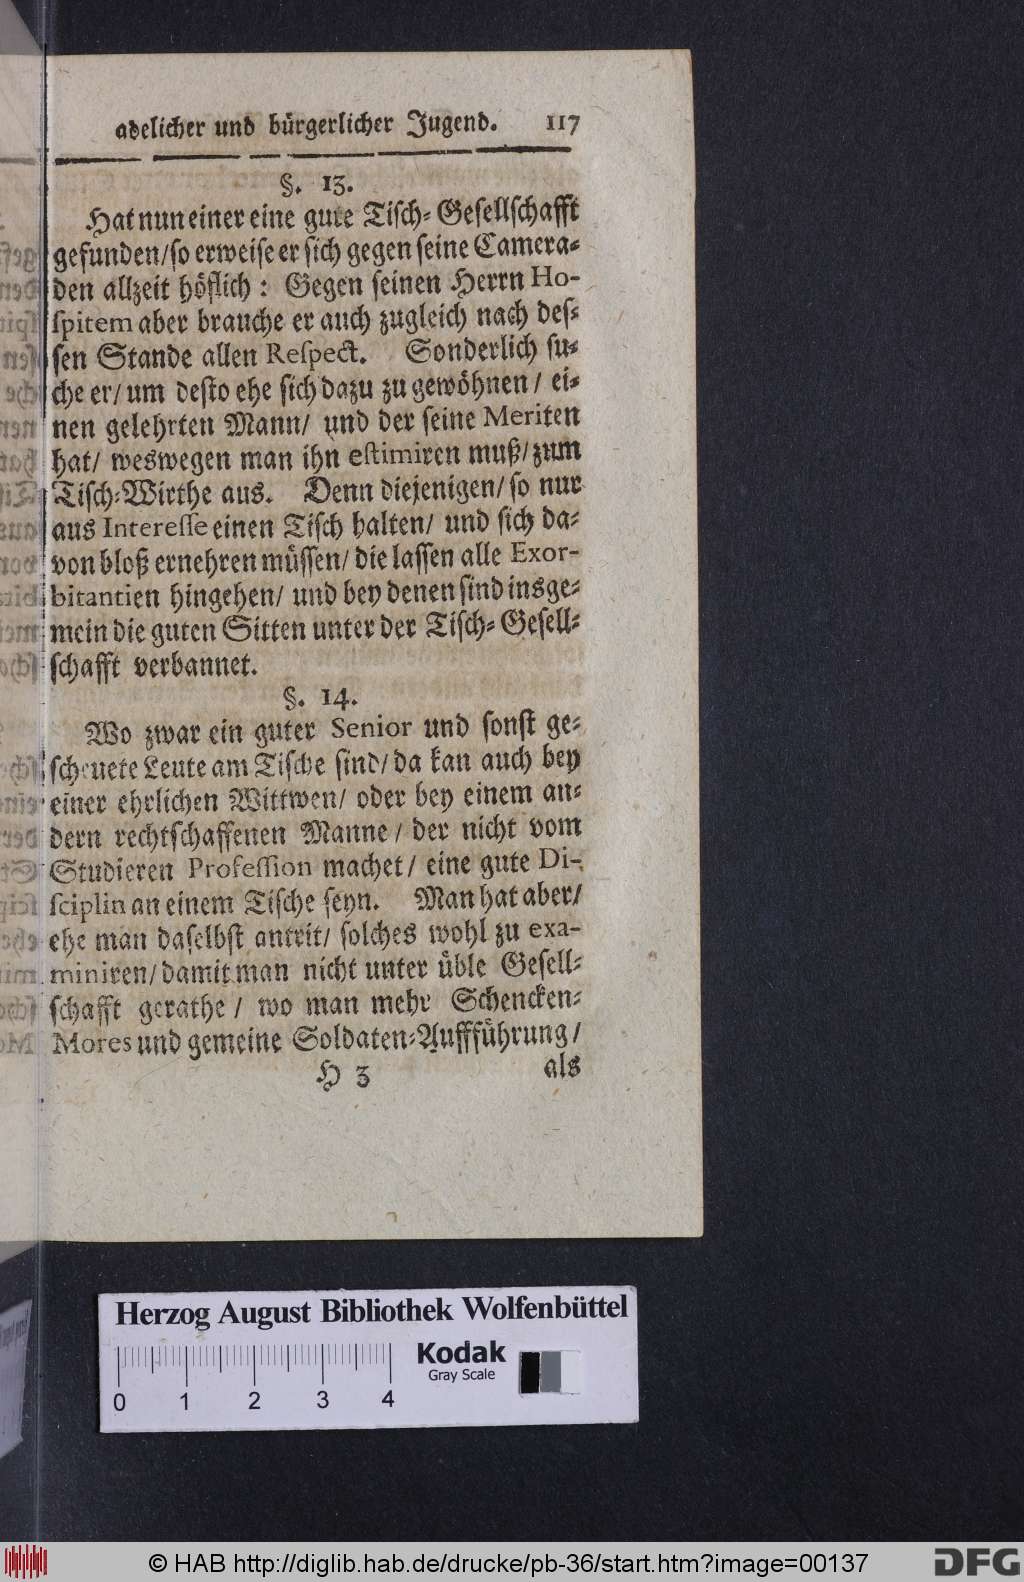 adelicher und bürgerlicher Jugend. 117
§. 13.
Hat nun einer eine gute Tisch-Gesellschafft
gefunden/ so erweise er sich gegen seine Camera-
den allzeit höflich: Gegen seinen Herrn Ho-
spitem aber brauche er auch zugleich nach des-
sen Stande allen Respect. Sonderlich su-
che er/ um desto ehe sich dazu zu gewöhnen/ ei-
nen gelehrten Mann/ und der seine Meriten
hat/ weswegen man ihn estimiren muß/ zum
Tisch-Wirthe aus. Denn diejenigen/ so nur
aus Interesse einen Tisch halten/ und sich da-
von bloß ernehren müssen/ die lassen alle Exor-
bitantien hingehen/ und bey denen sind insge-
mein die guten Sitten unter der Tisch-Gesell-
schafft verbannet.
§. 14.
Wo zwar ein guter Senior und sonst ge-
scheuete Leute am Tische sind/ da kan auch bey
einer ehrlichen Wittwen/ oder bey einem an-
dern rechtschaffenen Manne/ der nicht vom
Studieren Profession machet/ eine gute Di-
sciplin an einem Tische seyn. Man hat aber/
ehe man daselbst antrit/ solches wohl zu exa-
miniren/ damit man nicht unter üble Gesell-
schafft gerathe/ wo man mehr Schencken-
Mores und gemeine Soldaten-Auffführung/
H 3 als
Herzog August Bibliothek Wolfenbüttel
Kodak
Gray Scale
0 1 2 3 4
© HAB http://diglib.hab.de/drucke/pb-36/start.htm?image=00137
DFG